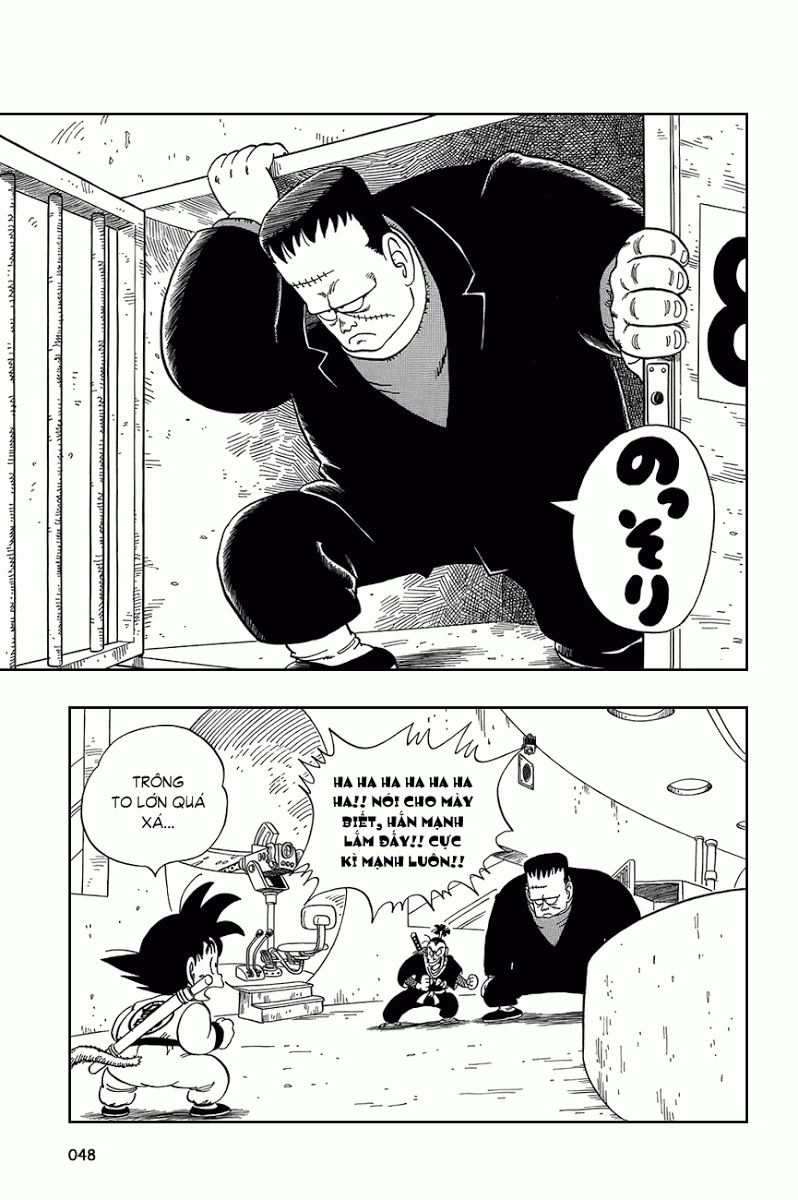 8
のっそり
TRÔNG
TO LỚN QUÁ
XÁ...
HA HA HA HA HA HA
HA!! NÓI CHO MÀY
BIẾT, HẮN MẠNH
LẮM ĐẤY!! CỰC
KÌ MẠNH LUÔN!!
048